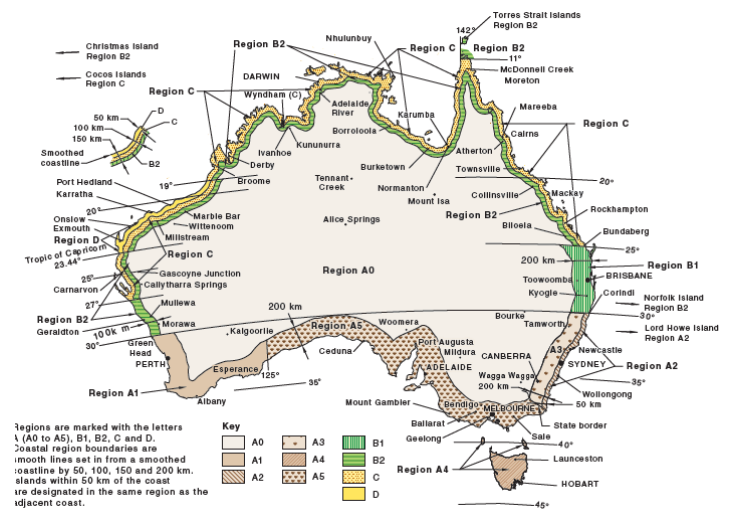 Torres Strait Islands
Region B2
142°
Nhulunbuy
Region B2
Region C
Region B2
Christmas Island
Region B2
11°
McDonnell Creek
Moreton
DARWIN
Cocos Islands
Region C
Wyndham (C)
Region C
Adelaide
River
Mareeba
50 km
D
Karumba
Region C
100 km
C
Borroloola
Cairns
150 km
Kununurra
Ivanhoe
Atherton
Smoothed
coastline
B2
Derby
Burketown
Townsville
Port Hedland
19°
Broome
Tennant
Creek
Normanton
20°
Karratha
Mount Isa
Collinsville
Mackay
20°
Marble Bar
Region B2
Rockhampton
Onslow
Wittenoom
Alice Springs
Exmouth
Millstream
Biloela
Bundaberg
Region D
25°
Tropic of Capricorn
23.44°
Region C
200 km
Region B1
Region A0
25°
Gascoyne Junction
Toowoomba
BRISBANE
Carnarvon
Callytharra Springs
Kyogle
Corindi
27°
Mullewa
Norfolk Island
Region B2
Region B2
200 km
Bourke
30°
Geraldton
100k m
Morawa
Kalgoorlie
Region A5
Woomera
Tamworth
Lord Howe Island
Region A2
30°
Green
Head
Port Augusta
Ceduna
Mildura
A3
Newcastle
PERTH
CANBERRA
SYDNEY
Region A2
Esperance
125°
ADELAIDE
Wagga Wagga
35°
35°
200 km
Region A1
Wollongong
Albany
Mount Gambier
Bendigo
MELBOURNE
50 km
Ballarat
State border
Geelong
Sale
40°
Region A4
Launceston
HOBART
45°
Regions are marked with the letters
A (A0 to A5), B1, B2, C and D.
Coastal region boundaries are
smooth lines set in from a smoothed
coastline by 50, 100, 150 and 200 km.
Islands within 50 km of the coast
are designated in the same region as the
adjacent coast.
Key
A0
A3
B1
A1
A4
B2
A2
A5
C
D